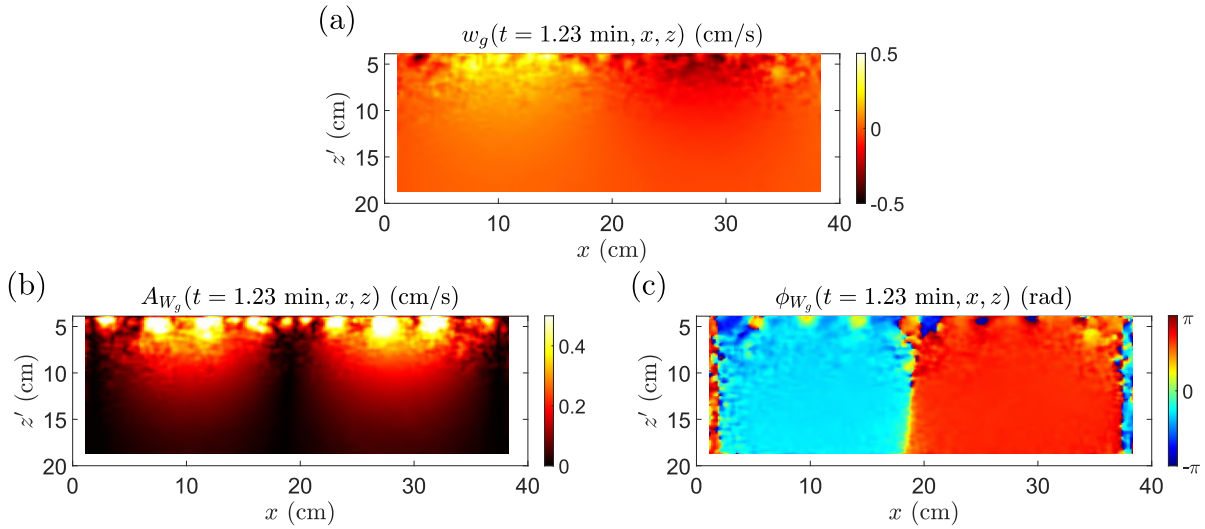 (a)
w_g(t = 1.23 min, x, z) (cm/s)
5
10
15
20
z' (cm)
0
10
20
30
40
x (cm)
0.5
0
-0.5
(b)
A_{W_g}(t = 1.23 min, x, z) (cm/s)
5
10
15
20
z' (cm)
0
10
20
30
40
x (cm)
0.4
0.2
0
(c)
ϕ_{W_g}(t = 1.23 min, x, z) (rad)
5
10
15
20
z' (cm)
0
10
20
30
40
x (cm)
π
0
-π